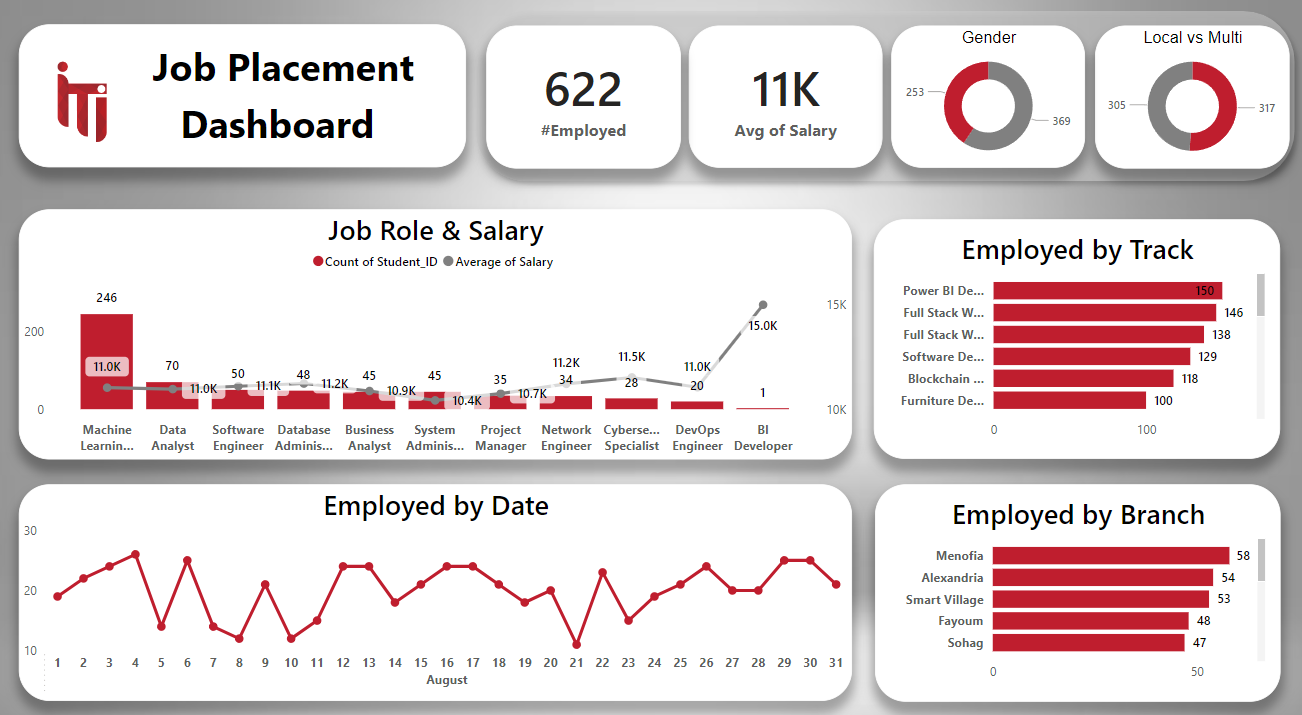 iTi
Job Placement
Dashboard
622
#Employed
11K
Avg of Salary
Gender
253
369
Local vs Multi
305
317
Job Role & Salary
Count of Student_ID Average of Salary
200
0
15K
10K
246 70 50 48 45 45 35 34 28 20 1
11.0K 11.0K 11.1K 11.2K 10.9K 10.4K 10.7K 11.2K 11.5K 11.0K 15.0K
Machine Data Software Database Business System Project Network Cyberse... DevOps BI
Learnin... Analyst Engineer Adminis... Analyst Adminis... Manager Engineer Specialist Engineer Developer
Employed by Track
Power BI De... 150
Full Stack W... 146
Full Stack W... 138
Software De... 129
Blockchain ... 118
Furniture De... 100
0 100
Employed by Date
30
20
10
1 2 3 4 5 6 7 8 9 10 11 12 13 14 15 16 17 18 19 20 21 22 23 24 25 26 27 28 29 30 31
August
Employed by Branch
Menofia 58
Alexandria 54
Smart Village 53
Fayoum 48
Sohag 47
0 50